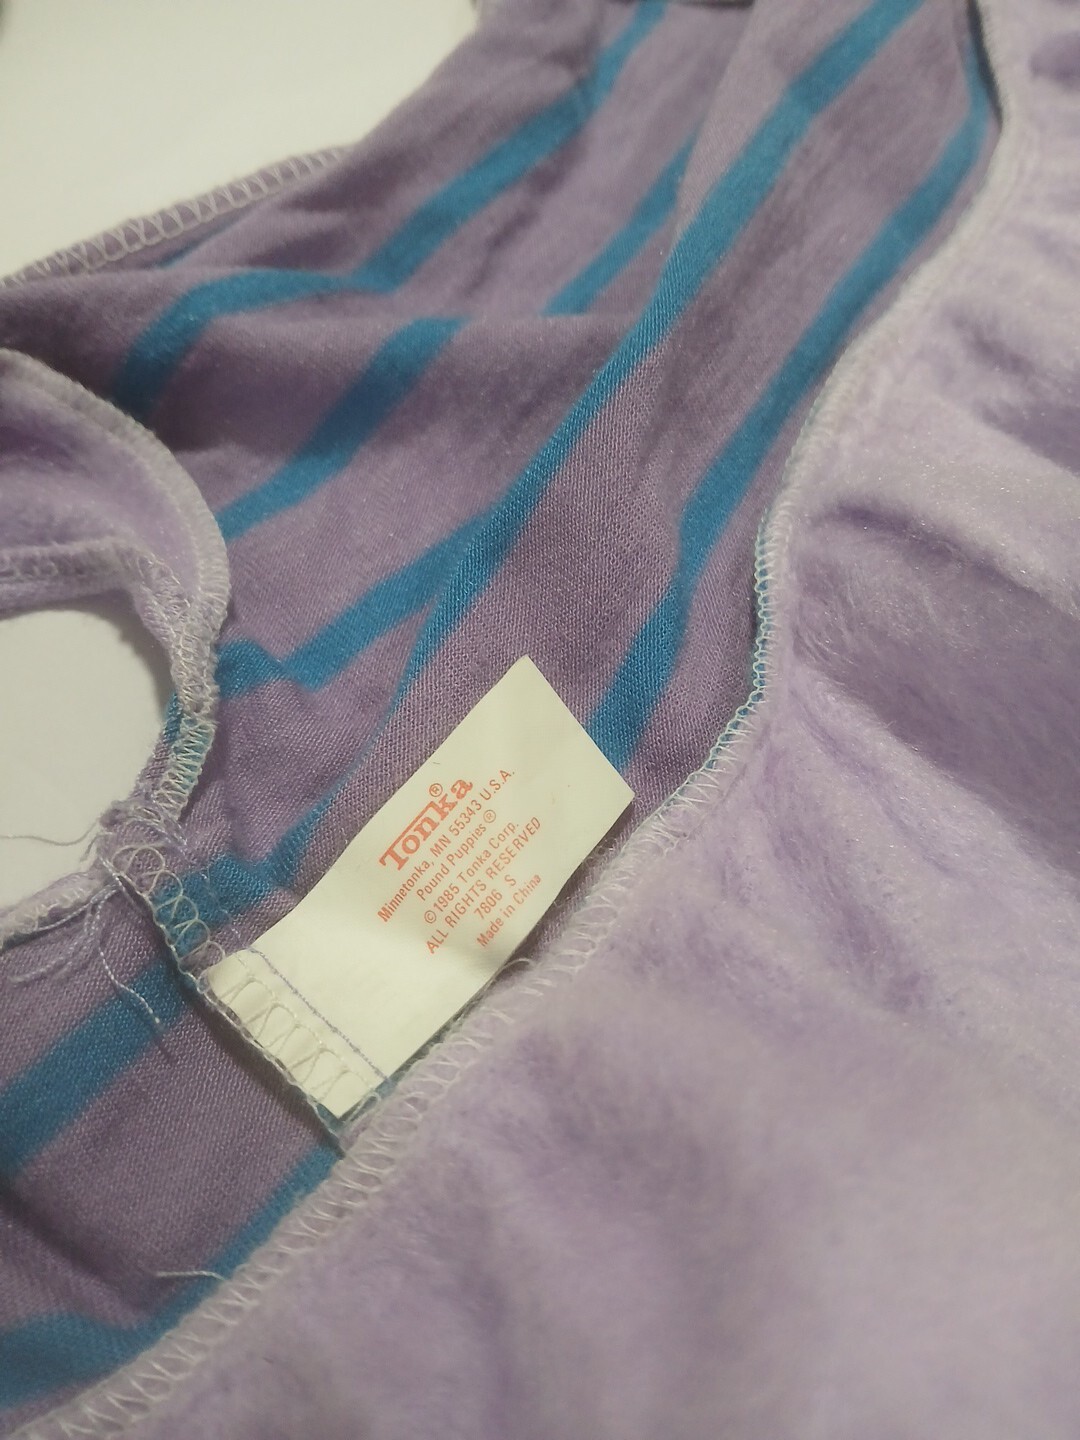 Tonka®
Minnetonka, MN 55343 U.S.A.
Pound Puppies®
©1985 Tonka Corp.
ALL RIGHTS RESERVED
7806 S
Made in China